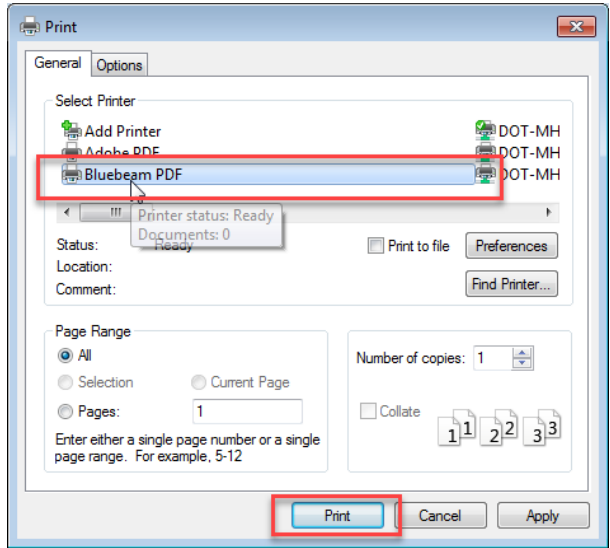 Print
General Options
Select Printer
Add Printer DOT-MH
Adobe PDF DOT-MH
Bluebeam PDF DOT-MH
Printer status: Ready
Documents: 0
Status: Ready
Print to file Preferences
Location:
Comment:
Find Printer...
Page Range
All
Selection Current Page
Pages: 1
Enter either a single page number or a single
page range. For example, 5-12
Number of copies: 1
Collate
1 1 2 2 3 3
Print Cancel Apply